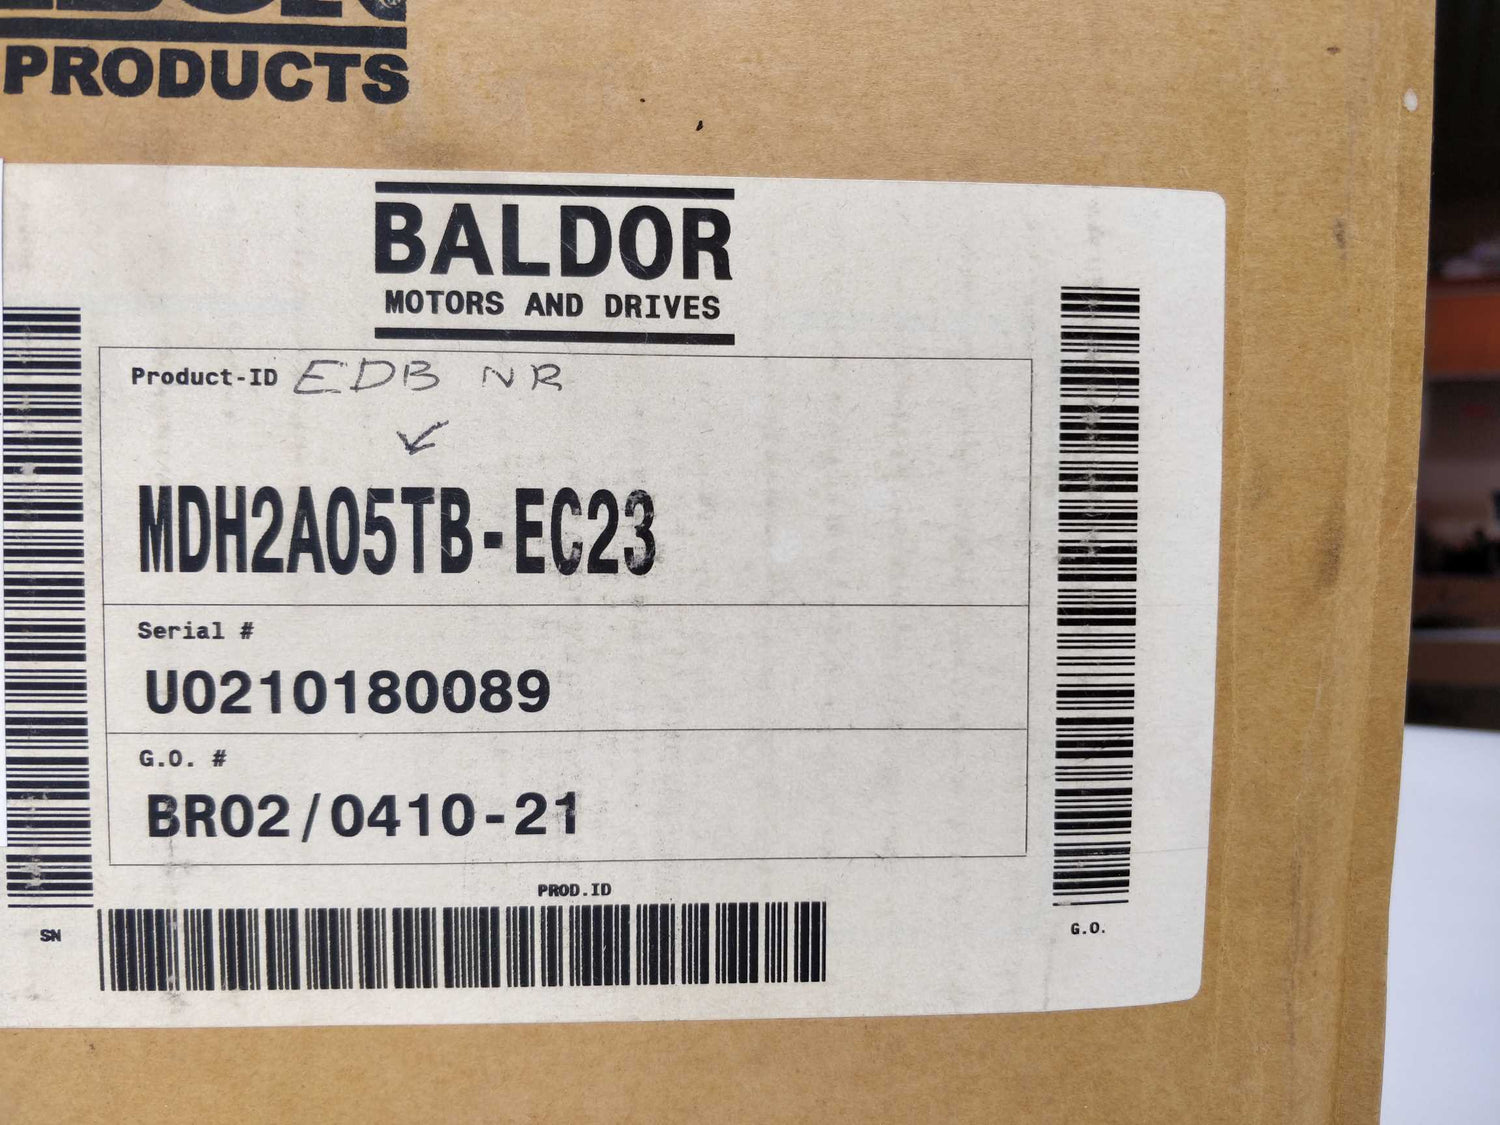 PRODUCTS
BALDOR
MOTORS AND DRIVES
Product-ID EDB NR
MDH2A05TB-EC23
Serial #
U0210180089
G.O. #
BR02/0410-21
PROD.ID
SN
G.O.